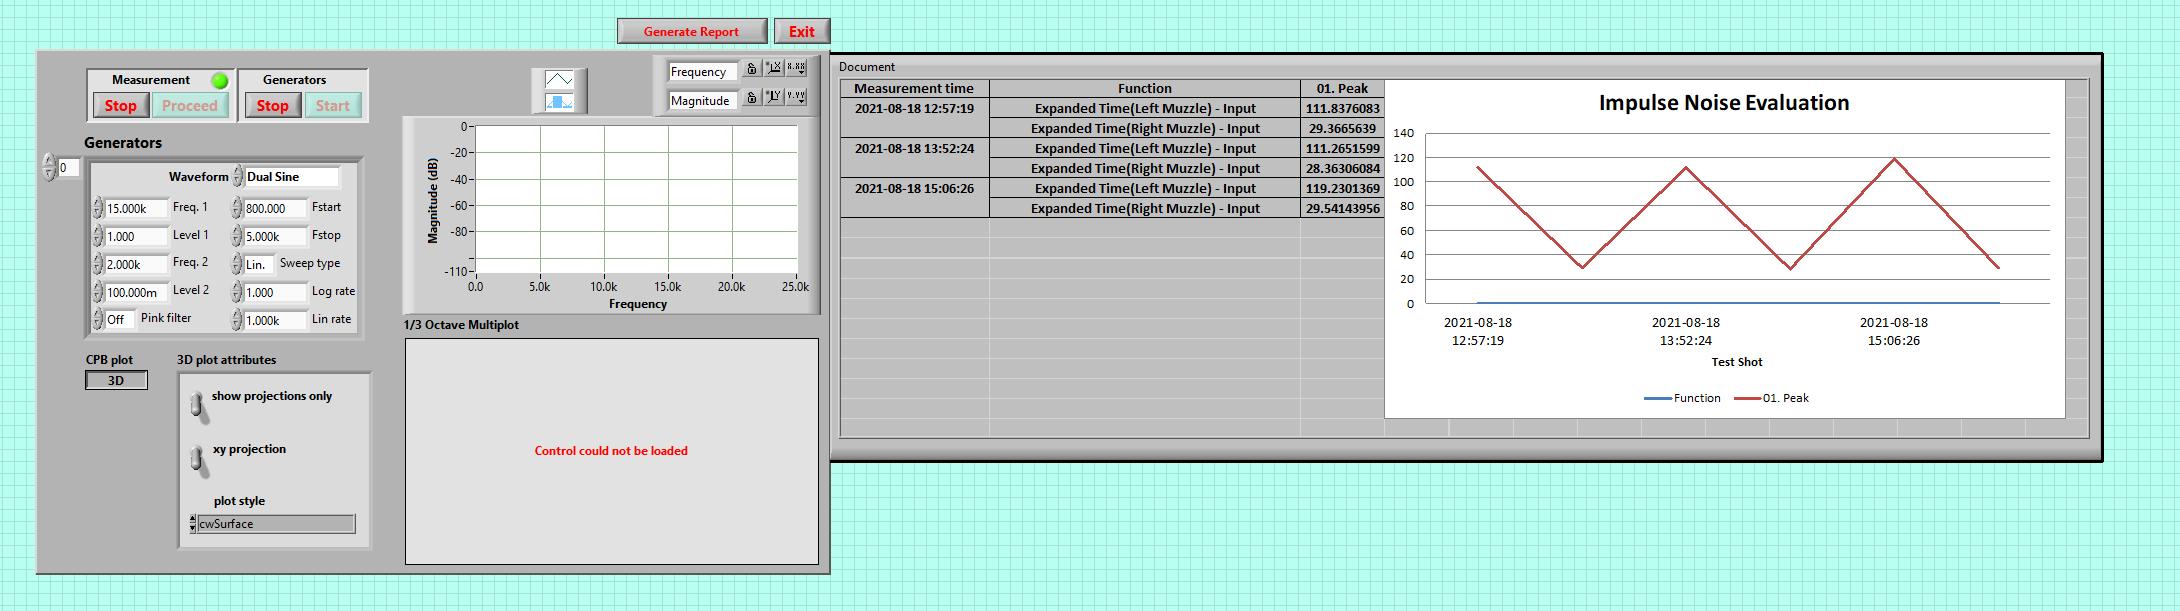 Generate Report
Exit
Measurement
Stop
Proceed
Generators
Stop
Start
Generators
0
Waveform
Dual Sine
15.000k
Freq. 1
800.000
Fstart
1.000
Level 1
5.000k
Fstop
2.000k
Freq. 2
Lin.
Sweep type
100.000m
Level 2
1.000
Log rate
Off
Pink filter
1.000k
Lin rate
CPB plot
3D
3D plot attributes
show projections only
xy projection
plot style
cwSurface
Frequency
Magnitude
Magnitude (dB)
0
-20
-40
-60
-80
-110
0.0
5.0k
10.0k
15.0k
20.0k
25.0k
Frequency
1/3 Octave Multiplot
Control could not be loaded
Document
Measurement time Function 01. Peak
2021-08-18 12:57:19 Expanded Time(Left Muzzle) - Input 111.8376083
Expanded Time(Right Muzzle) - Input 29.3665639
2021-08-18 13:52:24 Expanded Time(Left Muzzle) - Input 111.2651599
Expanded Time(Right Muzzle) - Input 28.36306084
2021-08-18 15:06:26 Expanded Time(Left Muzzle) - Input 119.2301369
Expanded Time(Right Muzzle) - Input 29.54143956
Impulse Noise Evaluation
140
120
100
80
60
40
20
0
2021-08-18
12:57:19
2021-08-18
13:52:24
2021-08-18
15:06:26
Test Shot
Function
01. Peak